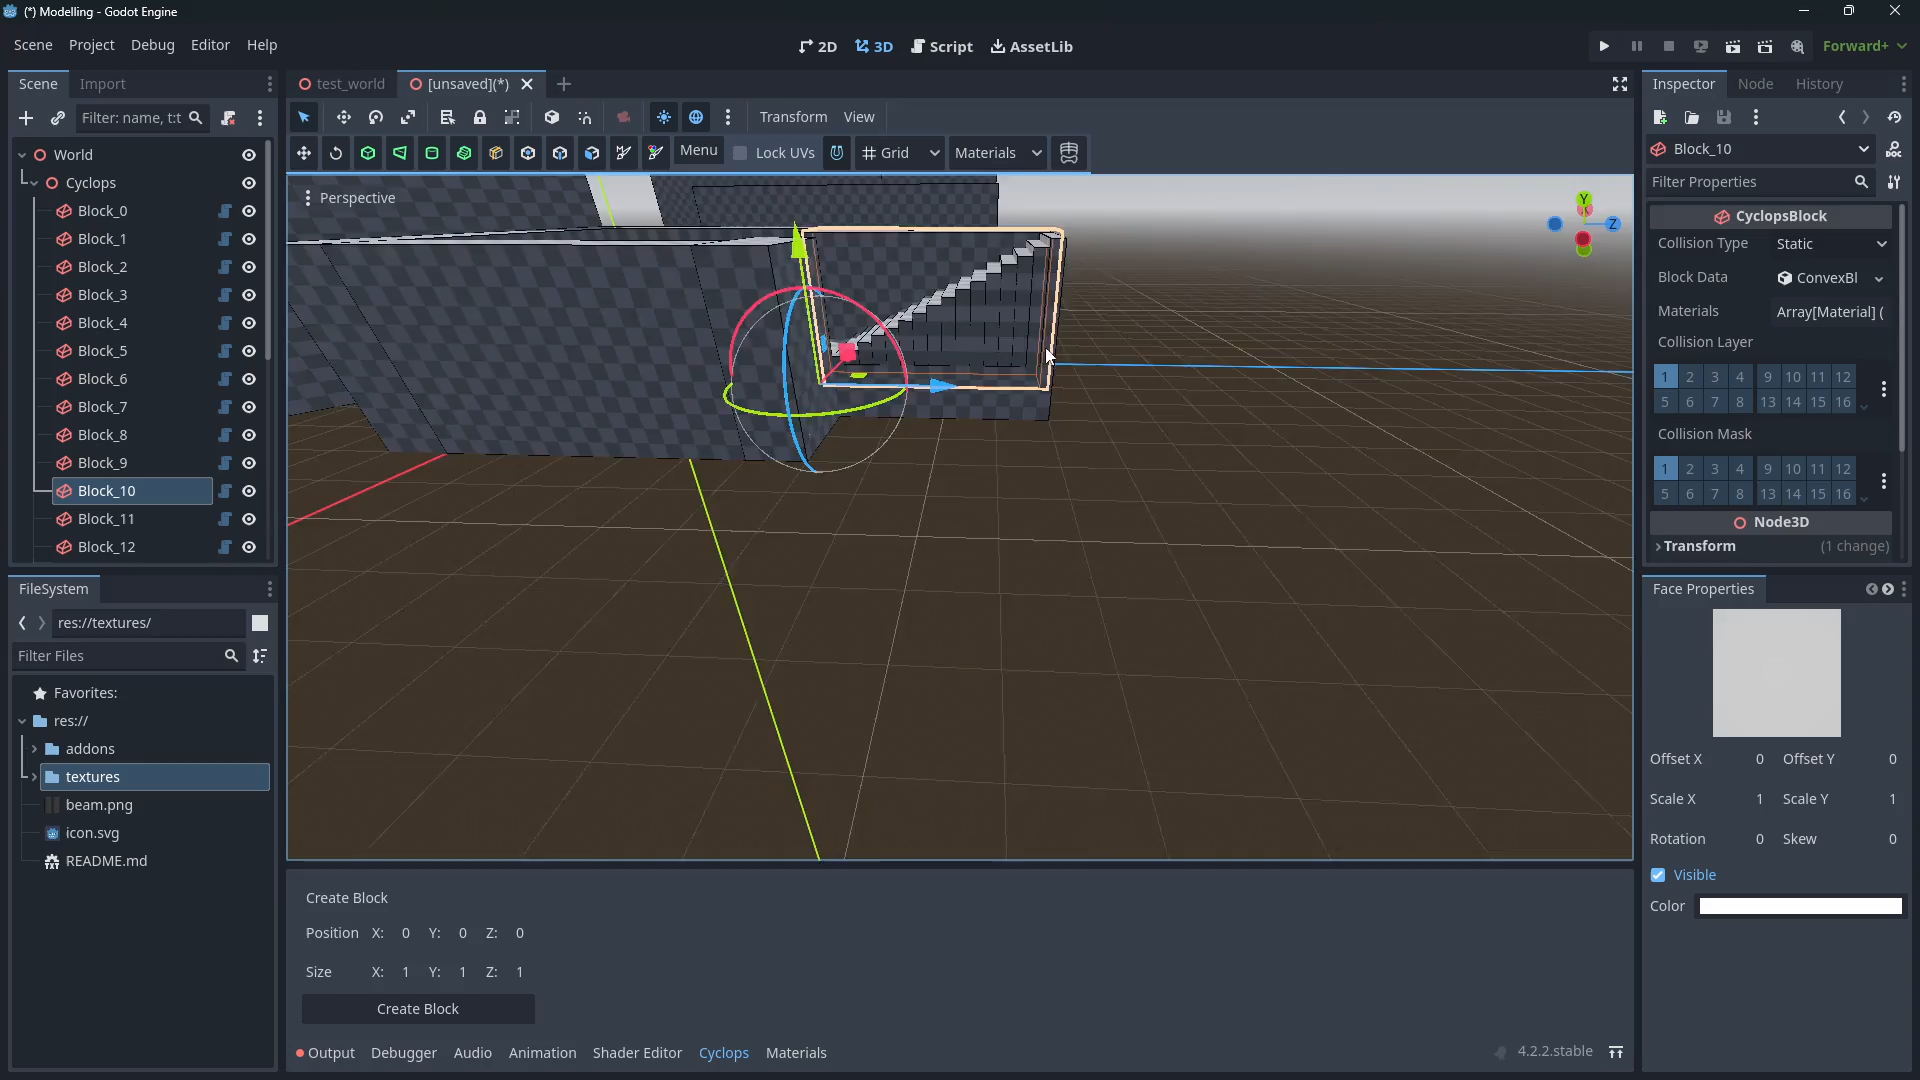 (*) Modelling - Godot Engine
Scene Project Debug Editor Help
2D 3D Script AssetLib
Forward+
Scene Import
test_world [unsaved](*)
Inspector Node History
Filter: name, t:t
Transform View
Menu Lock UVs Grid Materials
Block_10
Filter Properties
World
Cyclops
Block_0
Block_1
Block_2
Block_3
Block_4
Block_5
Block_6
Block_7
Block_8
Block_9
Block_10
Block_11
Block_12
Perspective
Y
Z
CyclopsBlock
Collision Type Static
Block Data ConvexBl
Materials Array[Material] (
Collision Layer
1 2 3 4 9 10 11 12
5 6 7 8 13 14 15 16
Collision Mask
1 2 3 4 9 10 11 12
5 6 7 8 13 14 15 16
Node3D
Transform (1 change)
FileSystem
res://textures/
Filter Files
Favorites:
res://
addons
textures
beam.png
icon.svg
README.md
Face Properties
Offset X 0 Offset Y 0
Scale X 1 Scale Y 1
Rotation 0 Skew 0
Visible
Color
Create Block
Position X: 0 Y: 0 Z: 0
Size X: 1 Y: 1 Z: 1
Create Block
Output Debugger Audio Animation Shader Editor Cyclops Materials
4.2.2.stable